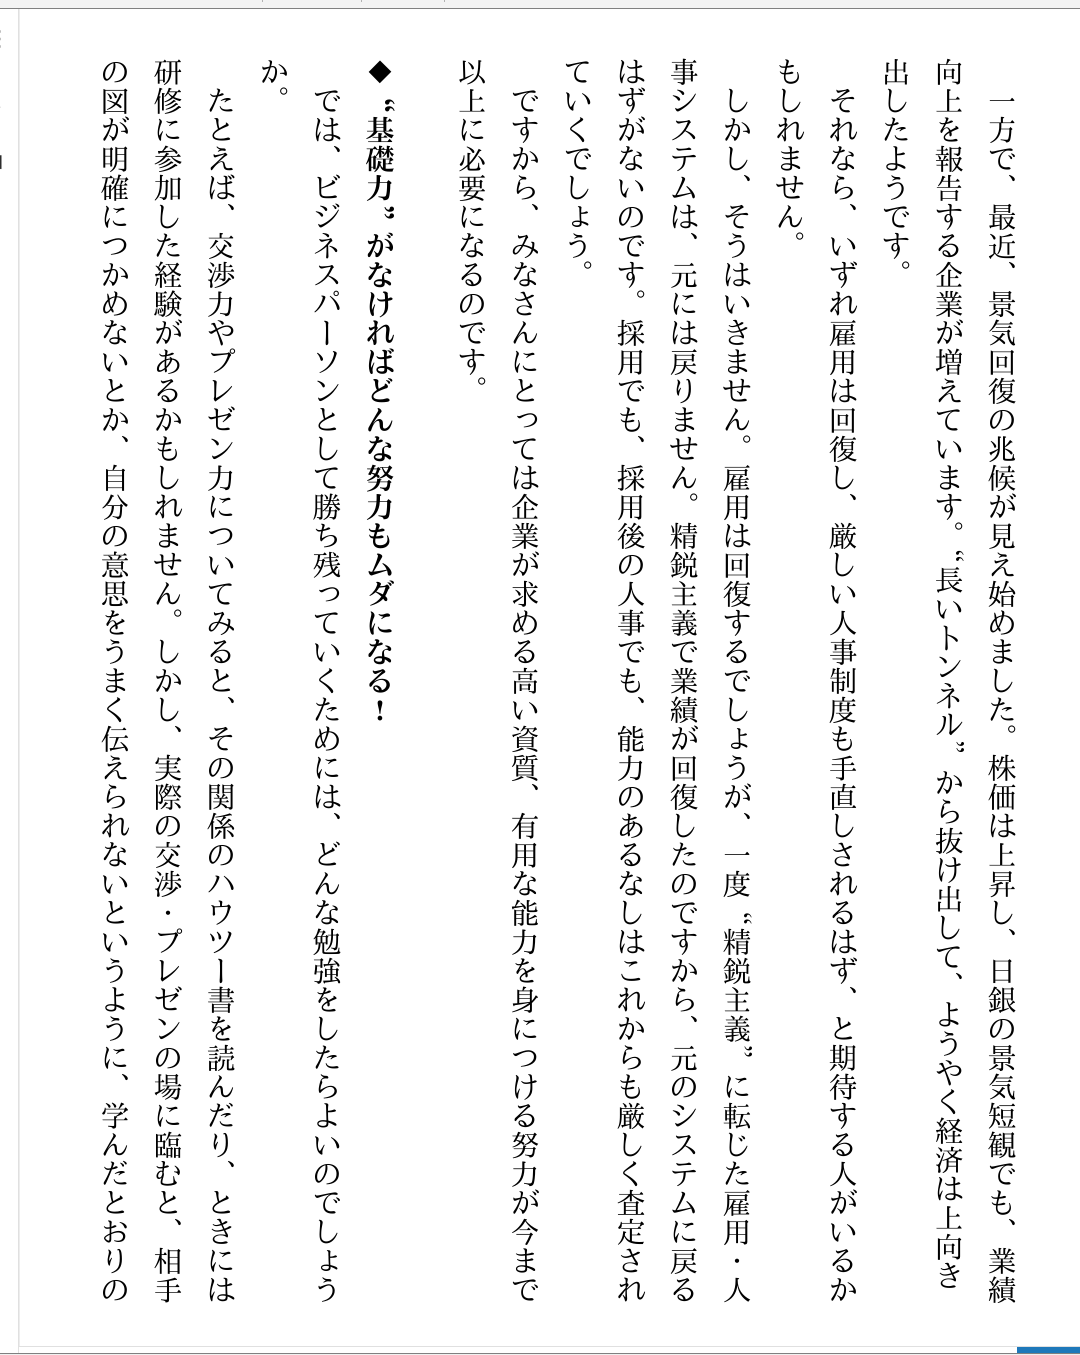 一方で、最近、景気回復の兆候が見え始めました。株価は上昇し、日銀の景気短観でも、業績
向上を報告する企業が増えています。〝長いトンネル〟から抜け出して、ようやく経済は上向き
出したようです。
　それなら、いずれ雇用は回復し、厳しい人事制度も手直しされるはず、と期待する人がいるか
もしれません。
　しかし、そうはいきません。雇用は回復するでしょうが、一度〝精鋭主義〟に転じた雇用・人
事システムは、元には戻りません。精鋭主義で業績が回復したのですから、元のシステムに戻る
はずがないのです。採用でも、採用後の人事でも、能力のあるなしはこれからも厳しく査定され
ていくでしょう。
　ですから、みなさんにとっては企業が求める高い資質、有用な能力を身につける努力が今まで
以上に必要になるのです。
◆〝基礎力〟がなければどんな努力もムダになる！
　では、ビジネスパーソンとして勝ち残っていくためには、どんな勉強をしたらよいのでしょう
か。
　たとえば、交渉力やプレゼン力についてみると、その関係のハウツー書を読んだり、ときには
研修に参加した経験があるかもしれません。しかし、実際の交渉・プレゼンの場に臨むと、相手
の図が明確につかめないとか、自分の意思をうまく伝えられないというように、学んだとおりの